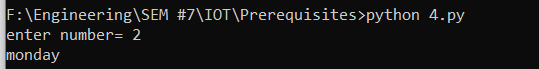 F:\Engineering\SEM #7\IOT\Prerequisites>python 4.py
enter number= 2
monday